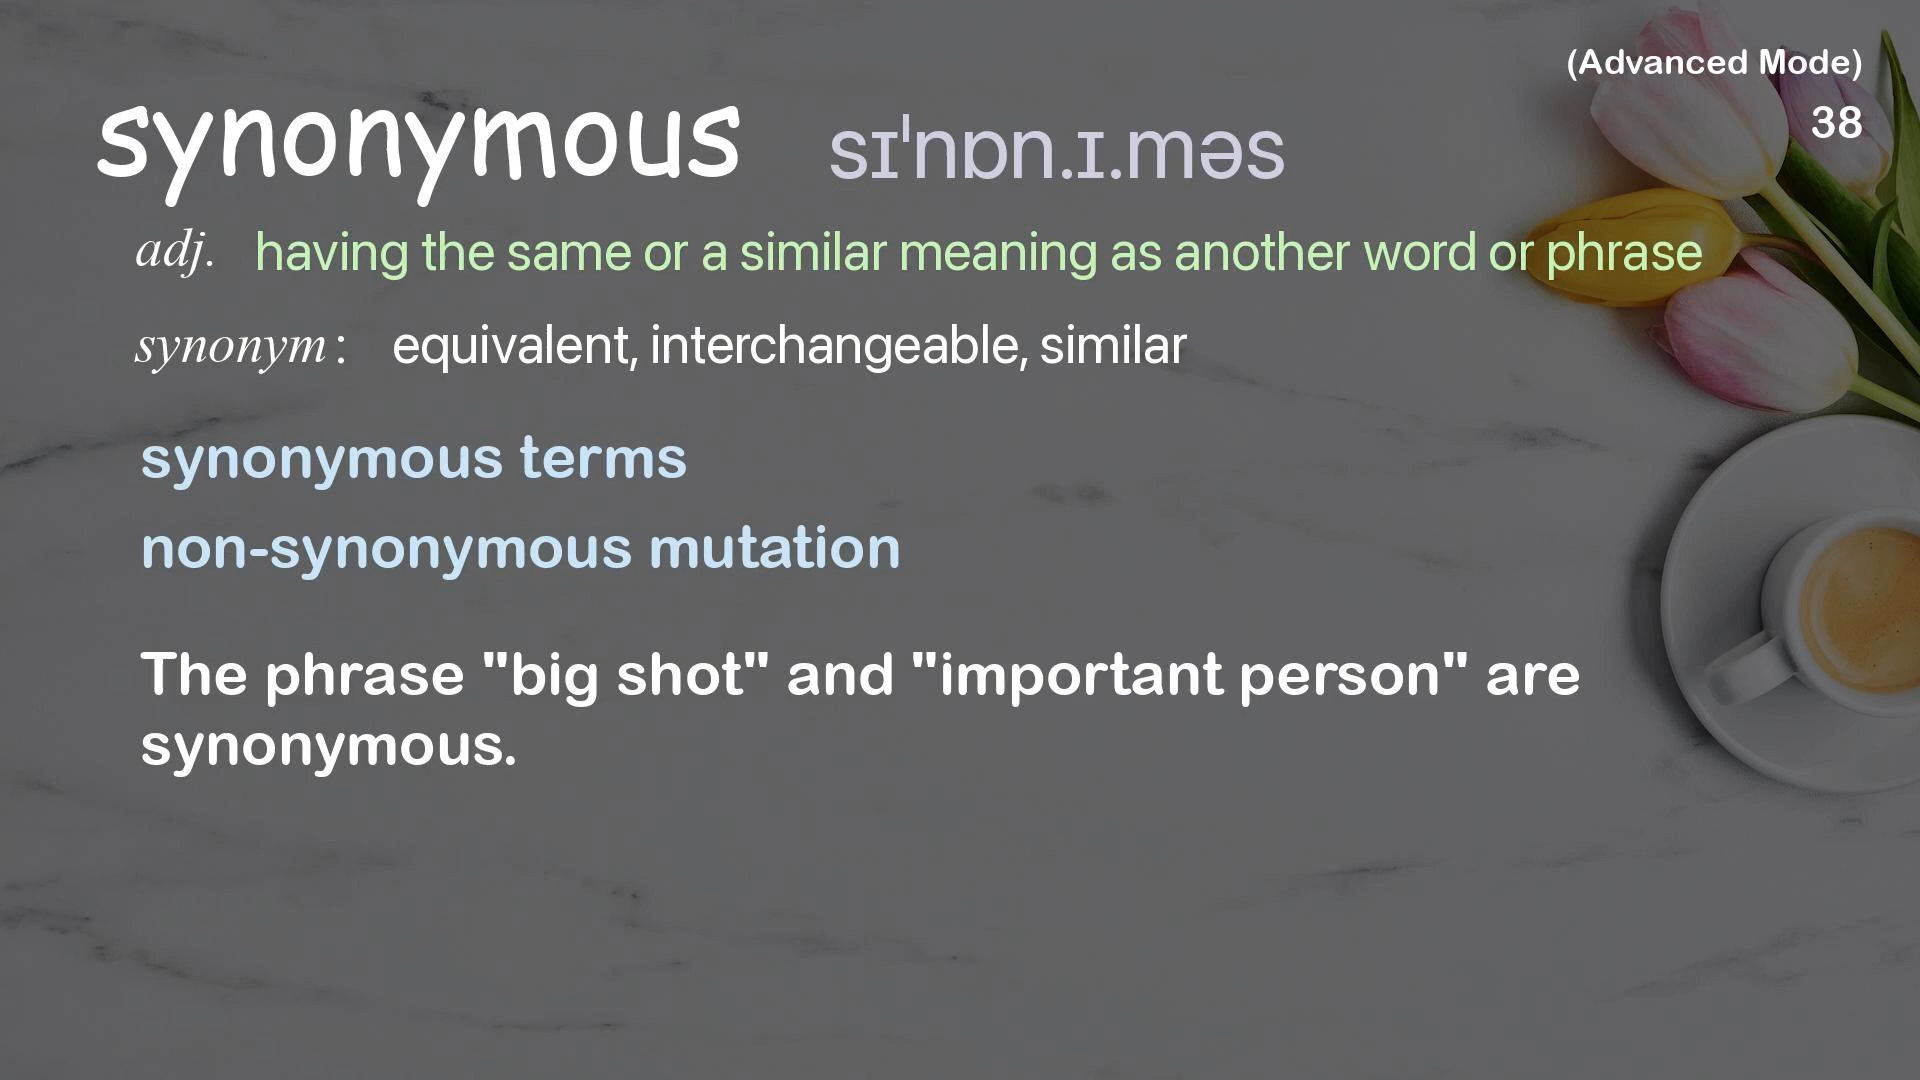 (Advanced Mode)
38
synonymous sɪˈnɒn.ɪ.məs
adj. having the same or a similar meaning as another word or phrase
synonym : equivalent, interchangeable, similar
synonymous terms
non-synonymous mutation
The phrase "big shot" and "important person" are
synonymous.